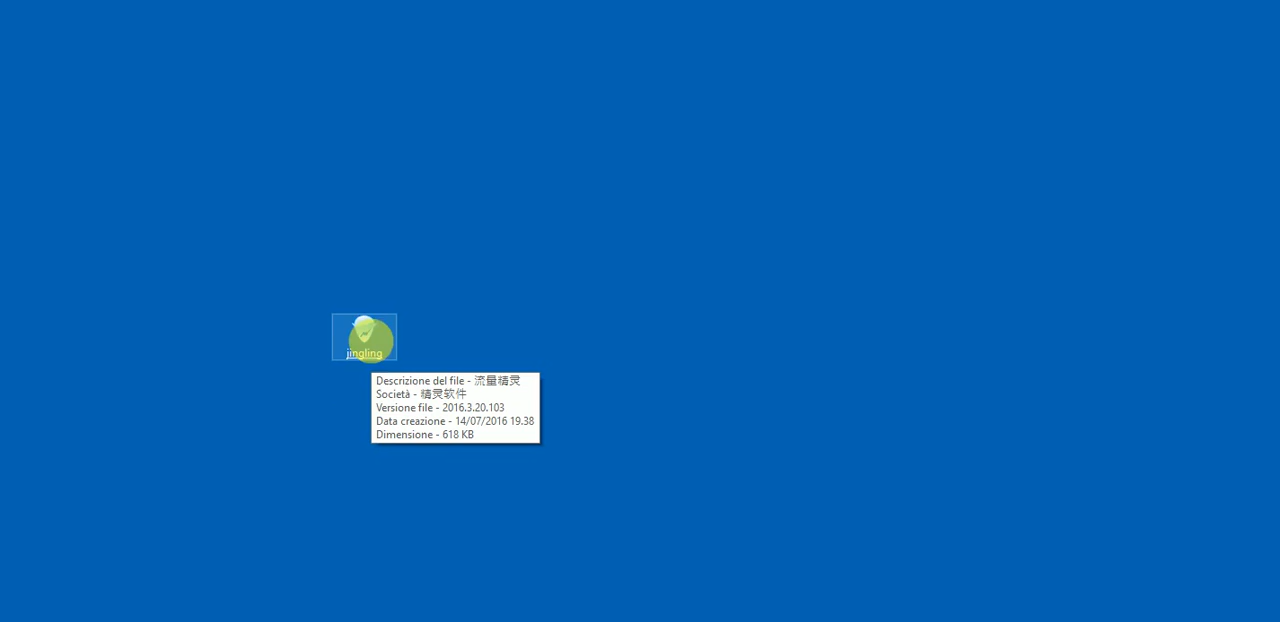 jingling
Descrizione del file - 流量精灵
Società - 精灵软件
Versione file - 2016.3.20.103
Data creazione - 14/07/2016 19.38
Dimensione - 618 KB